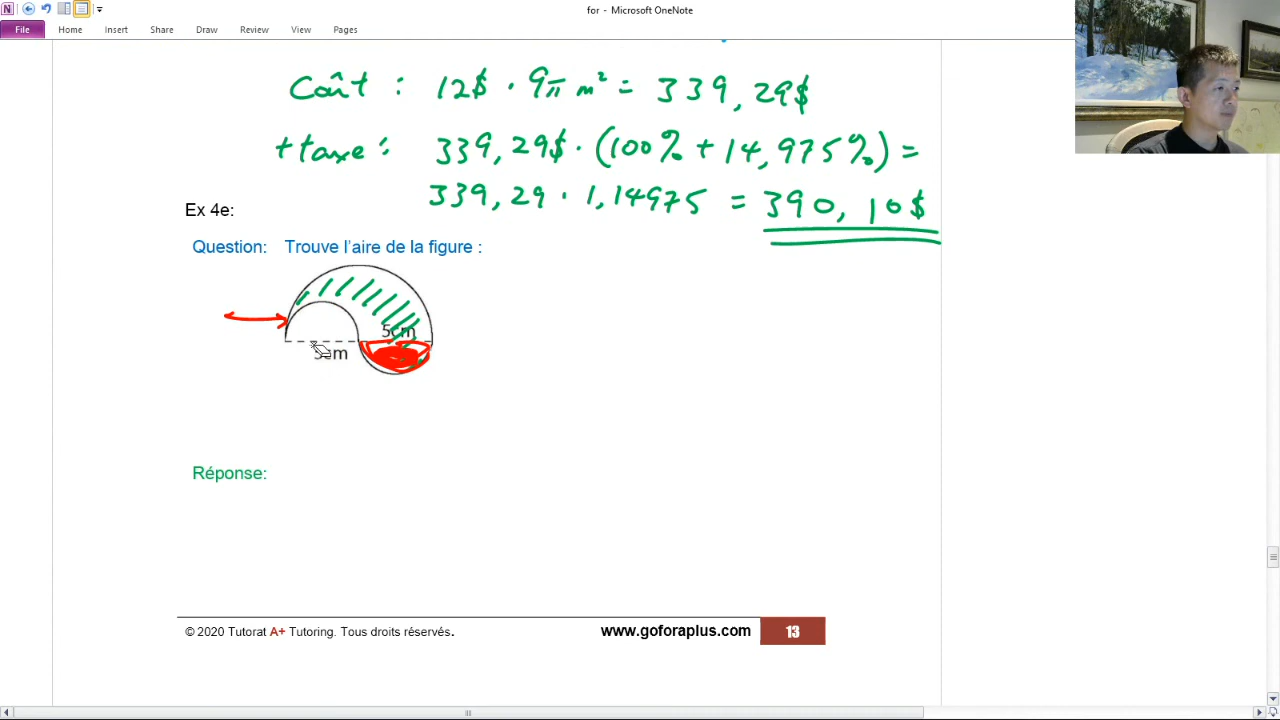 for - Microsoft OneNote
File Home Insert Share Draw Review View Pages
Coût : 12$ · 9π m² = 339,29$
+ taxe : 339,29$ · (100% + 14,975%) =
339,29 · 1,14975 = 390,10$
Ex 4e:
Question: Trouve l'aire de la figure :
5cm
5cm
Réponse:
© 2020 Tutorat A+ Tutoring. Tous droits réservés.
www.goforaplus.com 13